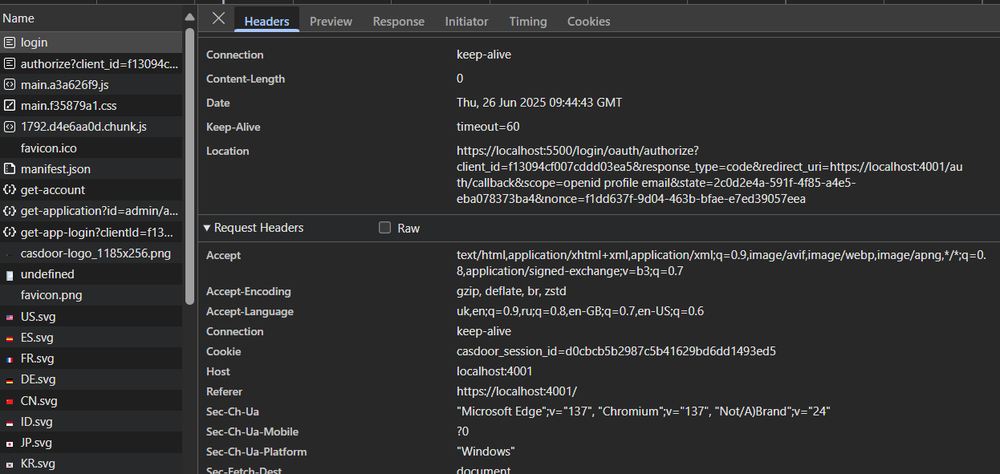 Name
login
authorize?client_id=f13094c...
main.a3a626f9.js
main.f35879a1.css
1792.d4e6aa0d.chunk.js
favicon.ico
manifest.json
get-account
get-application?id=admin/a...
get-app-login?clientId=f13...
casdoor-logo_1185x256.png
undefined
favicon.png
US.svg
ES.svg
FR.svg
DE.svg
CN.svg
ID.svg
JP.svg
KR.svg
Headers Preview Response Initiator Timing Cookies
Connection keep-alive
Content-Length 0
Date Thu, 26 Jun 2025 09:44:43 GMT
Keep-Alive timeout=60
Location https://localhost:5500/login/oauth/authorize?
client_id=f13094cf007cddd03ea5&response_type=code&redirect_uri=https://localhost:4001/au
th/callback&scope=openid profile email&state=2c0d2e4a-591f-4f85-a4e5-
eba078373ba4&nonce=f1dd637f-9d04-463b-bfae-e7ed39057eea
Request Headers Raw
Accept text/html,application/xhtml+xml,application/xml;q=0.9,image/avif,image/webp,image/apng,*/*;q=0.
8,application/signed-exchange;v=b3;q=0.7
Accept-Encoding gzip, deflate, br, zstd
Accept-Language uk,en;q=0.9,ru;q=0.8,en-GB;q=0.7,en-US;q=0.6
Connection keep-alive
Cookie casdoor_session_id=d0cbcb5b2987c5b41629bd6dd1493ed5
Host localhost:4001
Referer https://localhost:4001/
Sec-Ch-Ua "Microsoft Edge";v="137", "Chromium";v="137", "Not/A)Brand";v="24"
Sec-Ch-Ua-Mobile ?0
Sec-Ch-Ua-Platform "Windows"
Sec-Fetch-Dest document